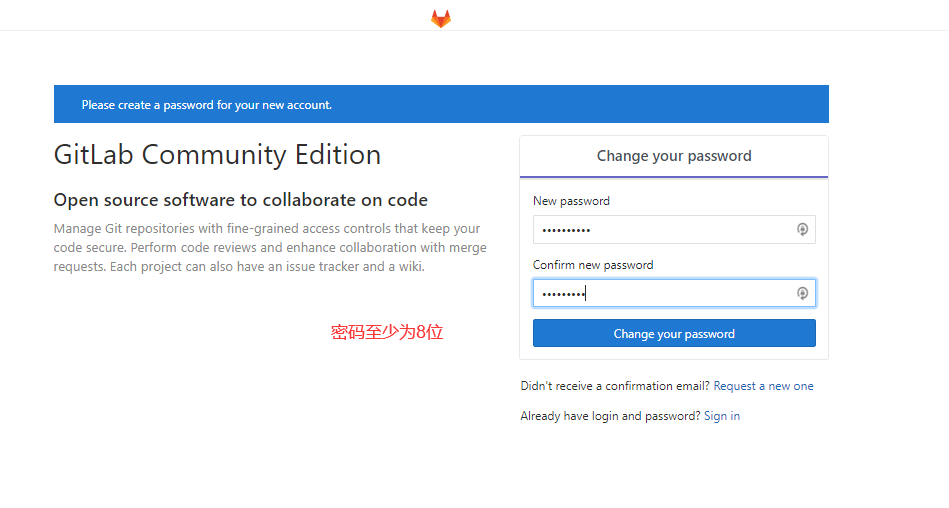 Please create a password for your new account.
GitLab Community Edition
Open source software to collaborate on code
Manage Git repositories with fine-grained access controls that keep your
code secure. Perform code reviews and enhance collaboration with merge
requests. Each project can also have an issue tracker and a wiki.
密码至少为8位
Change your password
New password
••••••••••
Confirm new password
•••••••••
Change your password
Didn't receive a confirmation email? Request a new one
Already have login and password? Sign in